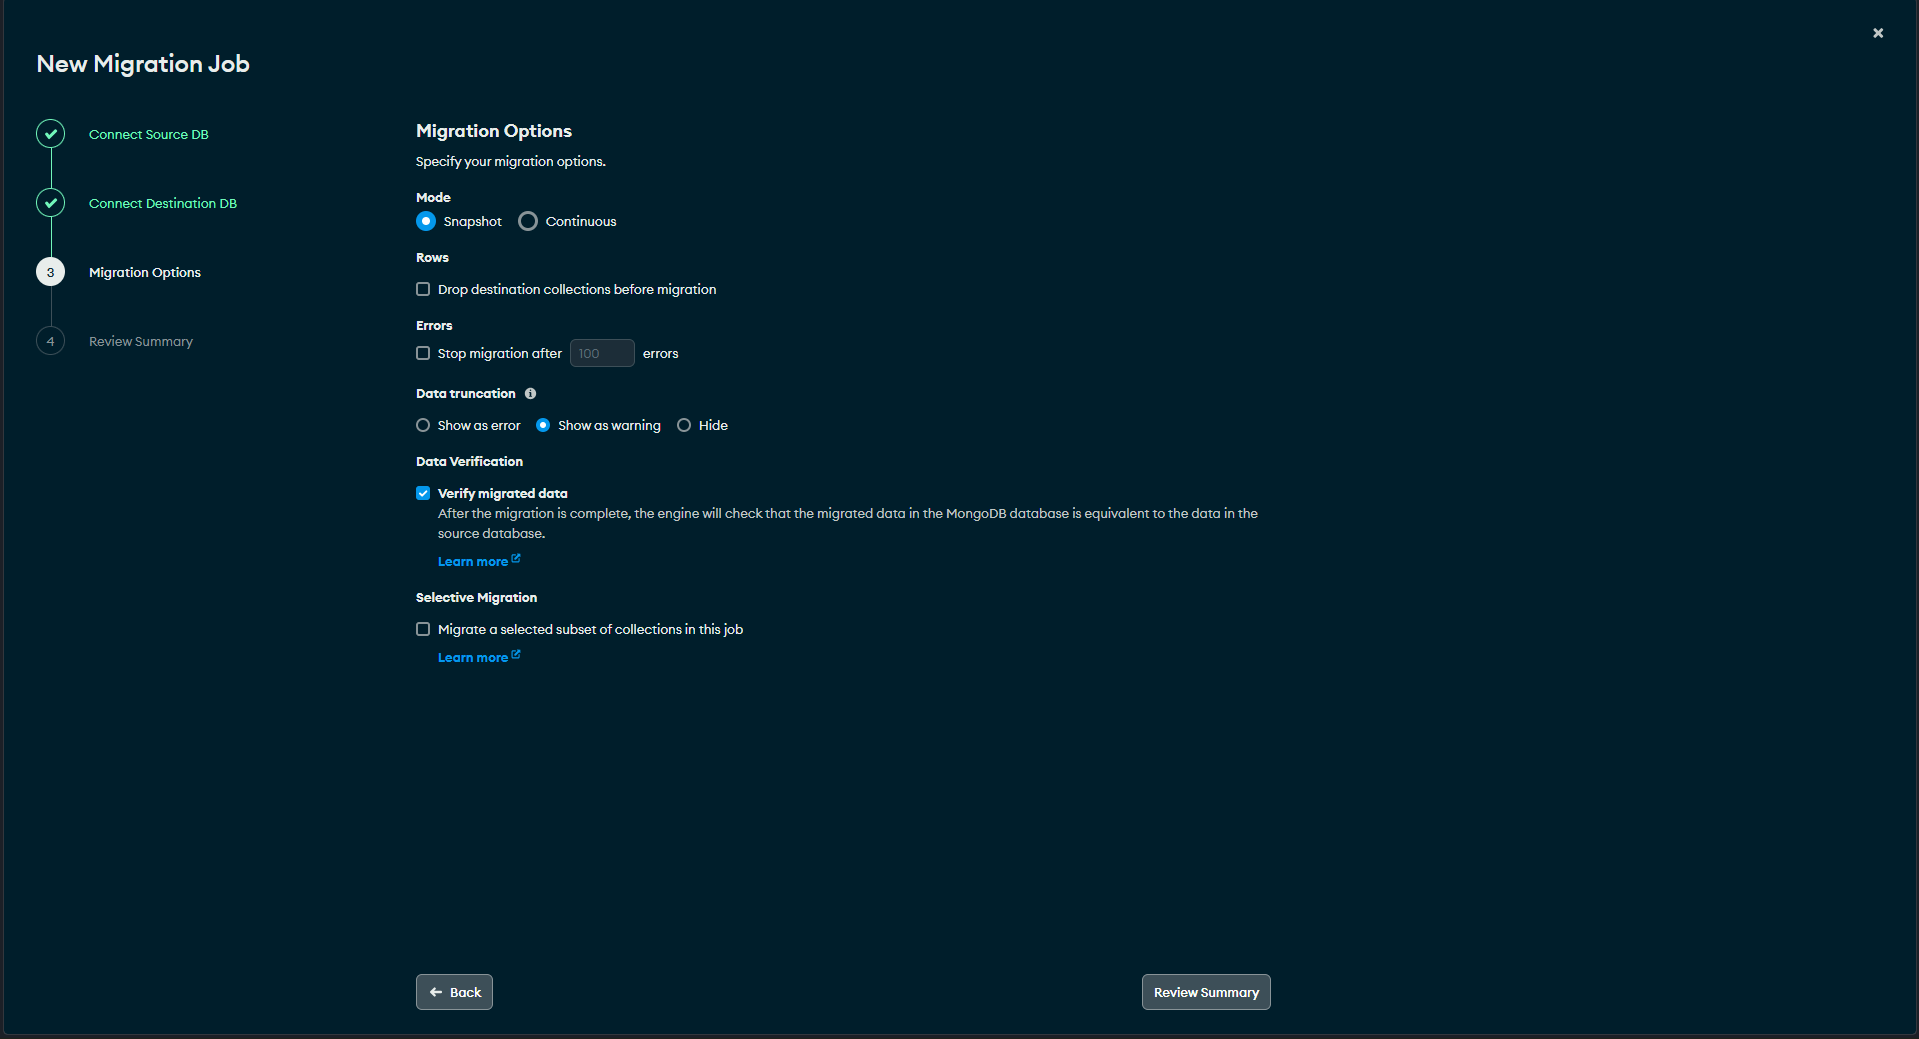 New Migration Job
Connect Source DB
Connect Destination DB
3 Migration Options
4 Review Summary
Migration Options
Specify your migration options.
Mode
Snapshot Continuous
Rows
Drop destination collections before migration
Errors
Stop migration after 100 errors
Data truncation
Show as error Show as warning Hide
Data Verification
Verify migrated data
After the migration is complete, the engine will check that the migrated data in the MongoDB database is equivalent to the data in the
source database.
Learn more
Selective Migration
Migrate a selected subset of collections in this job
Learn more
Back Review Summary